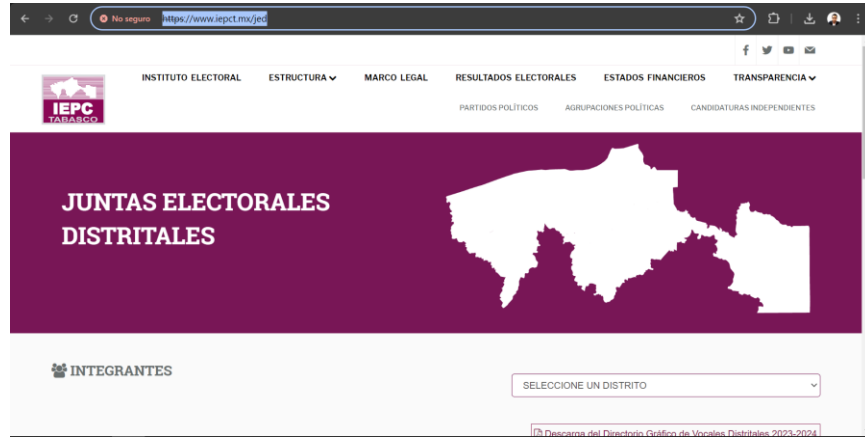 No seguro https://www.iepct.mx/jed
INSTITUTO ELECTORAL ESTRUCTURA MARCO LEGAL RESULTADOS ELECTORALES ESTADOS FINANCIEROS TRANSPARENCIA
PARTIDOS POLÍTICOS AGRUPACIONES POLÍTICAS CANDIDATURAS INDEPENDIENTES
IEPC
TABASCO
JUNTAS ELECTORALES
DISTRITALES
INTEGRANTES
SELECCIONE UN DISTRITO
Descarga del Directorio Gráfico de Vocales Distritales 2023-2024